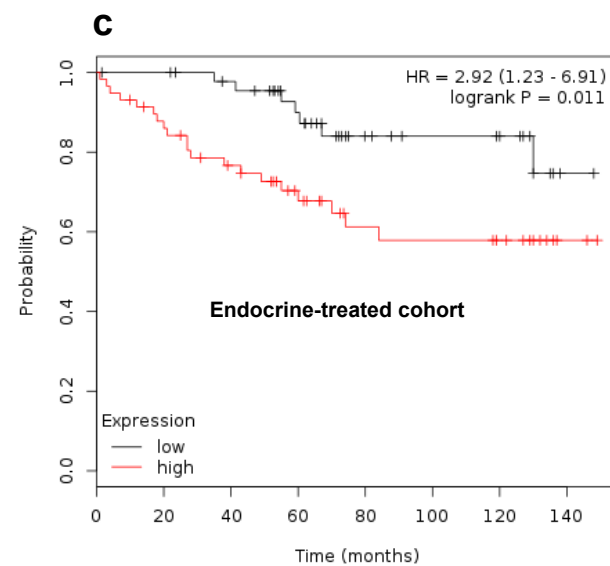 c
HR = 2.92 (1.23 - 6.91)
logrank P = 0.011
1.0
0.8
0.6
0.4
0.2
0.0
Probability
Endocrine-treated cohort
Expression
low
high
0 20 40 60 80 100 120 140
Time (months)